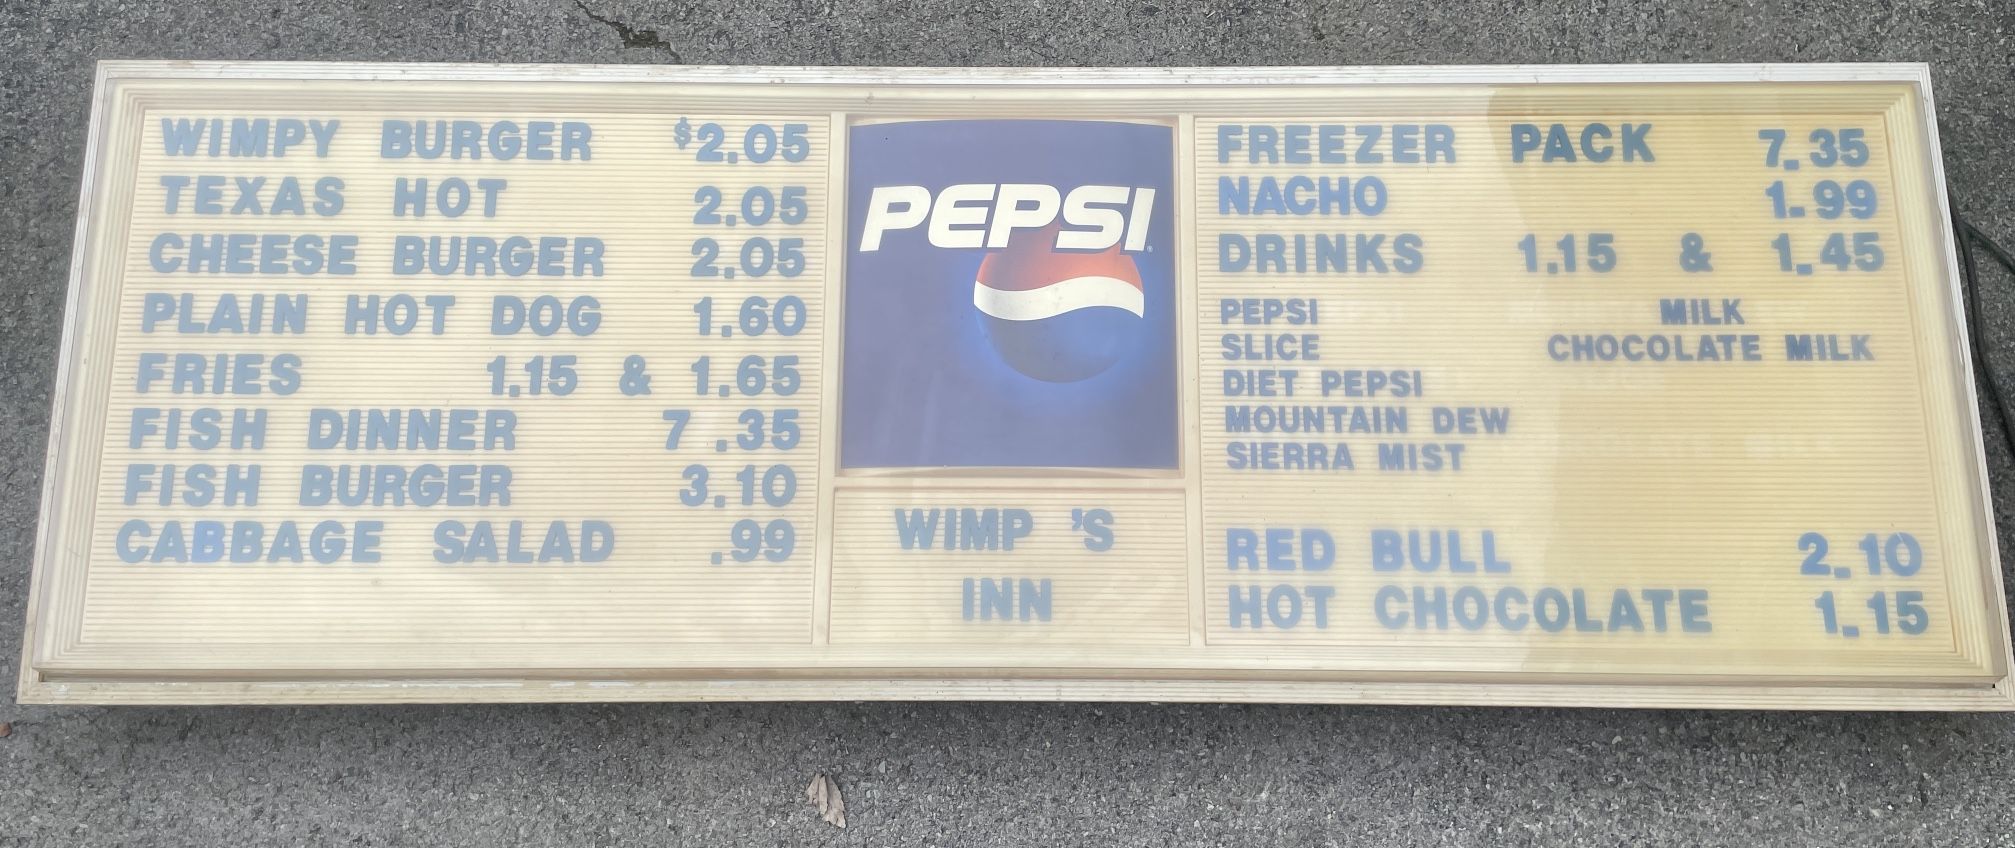 WIMPY BURGER $2.05
TEXAS HOT 2.05
CHEESE BURGER 2.05
PLAIN HOT DOG 1.60
FRIES 1.15 & 1.65
FISH DINNER 7.35
FISH BURGER 3.10
CABBAGE SALAD .99
PEPSI
WIMP 'S
INN
FREEZER PACK 7.35
NACHO 1.99
DRINKS 1.15 & 1.45
PEPSI MILK
SLICE CHOCOLATE MILK
DIET PEPSI
MOUNTAIN DEW
SIERRA MIST
RED BULL 2.10
HOT CHOCOLATE 1.15